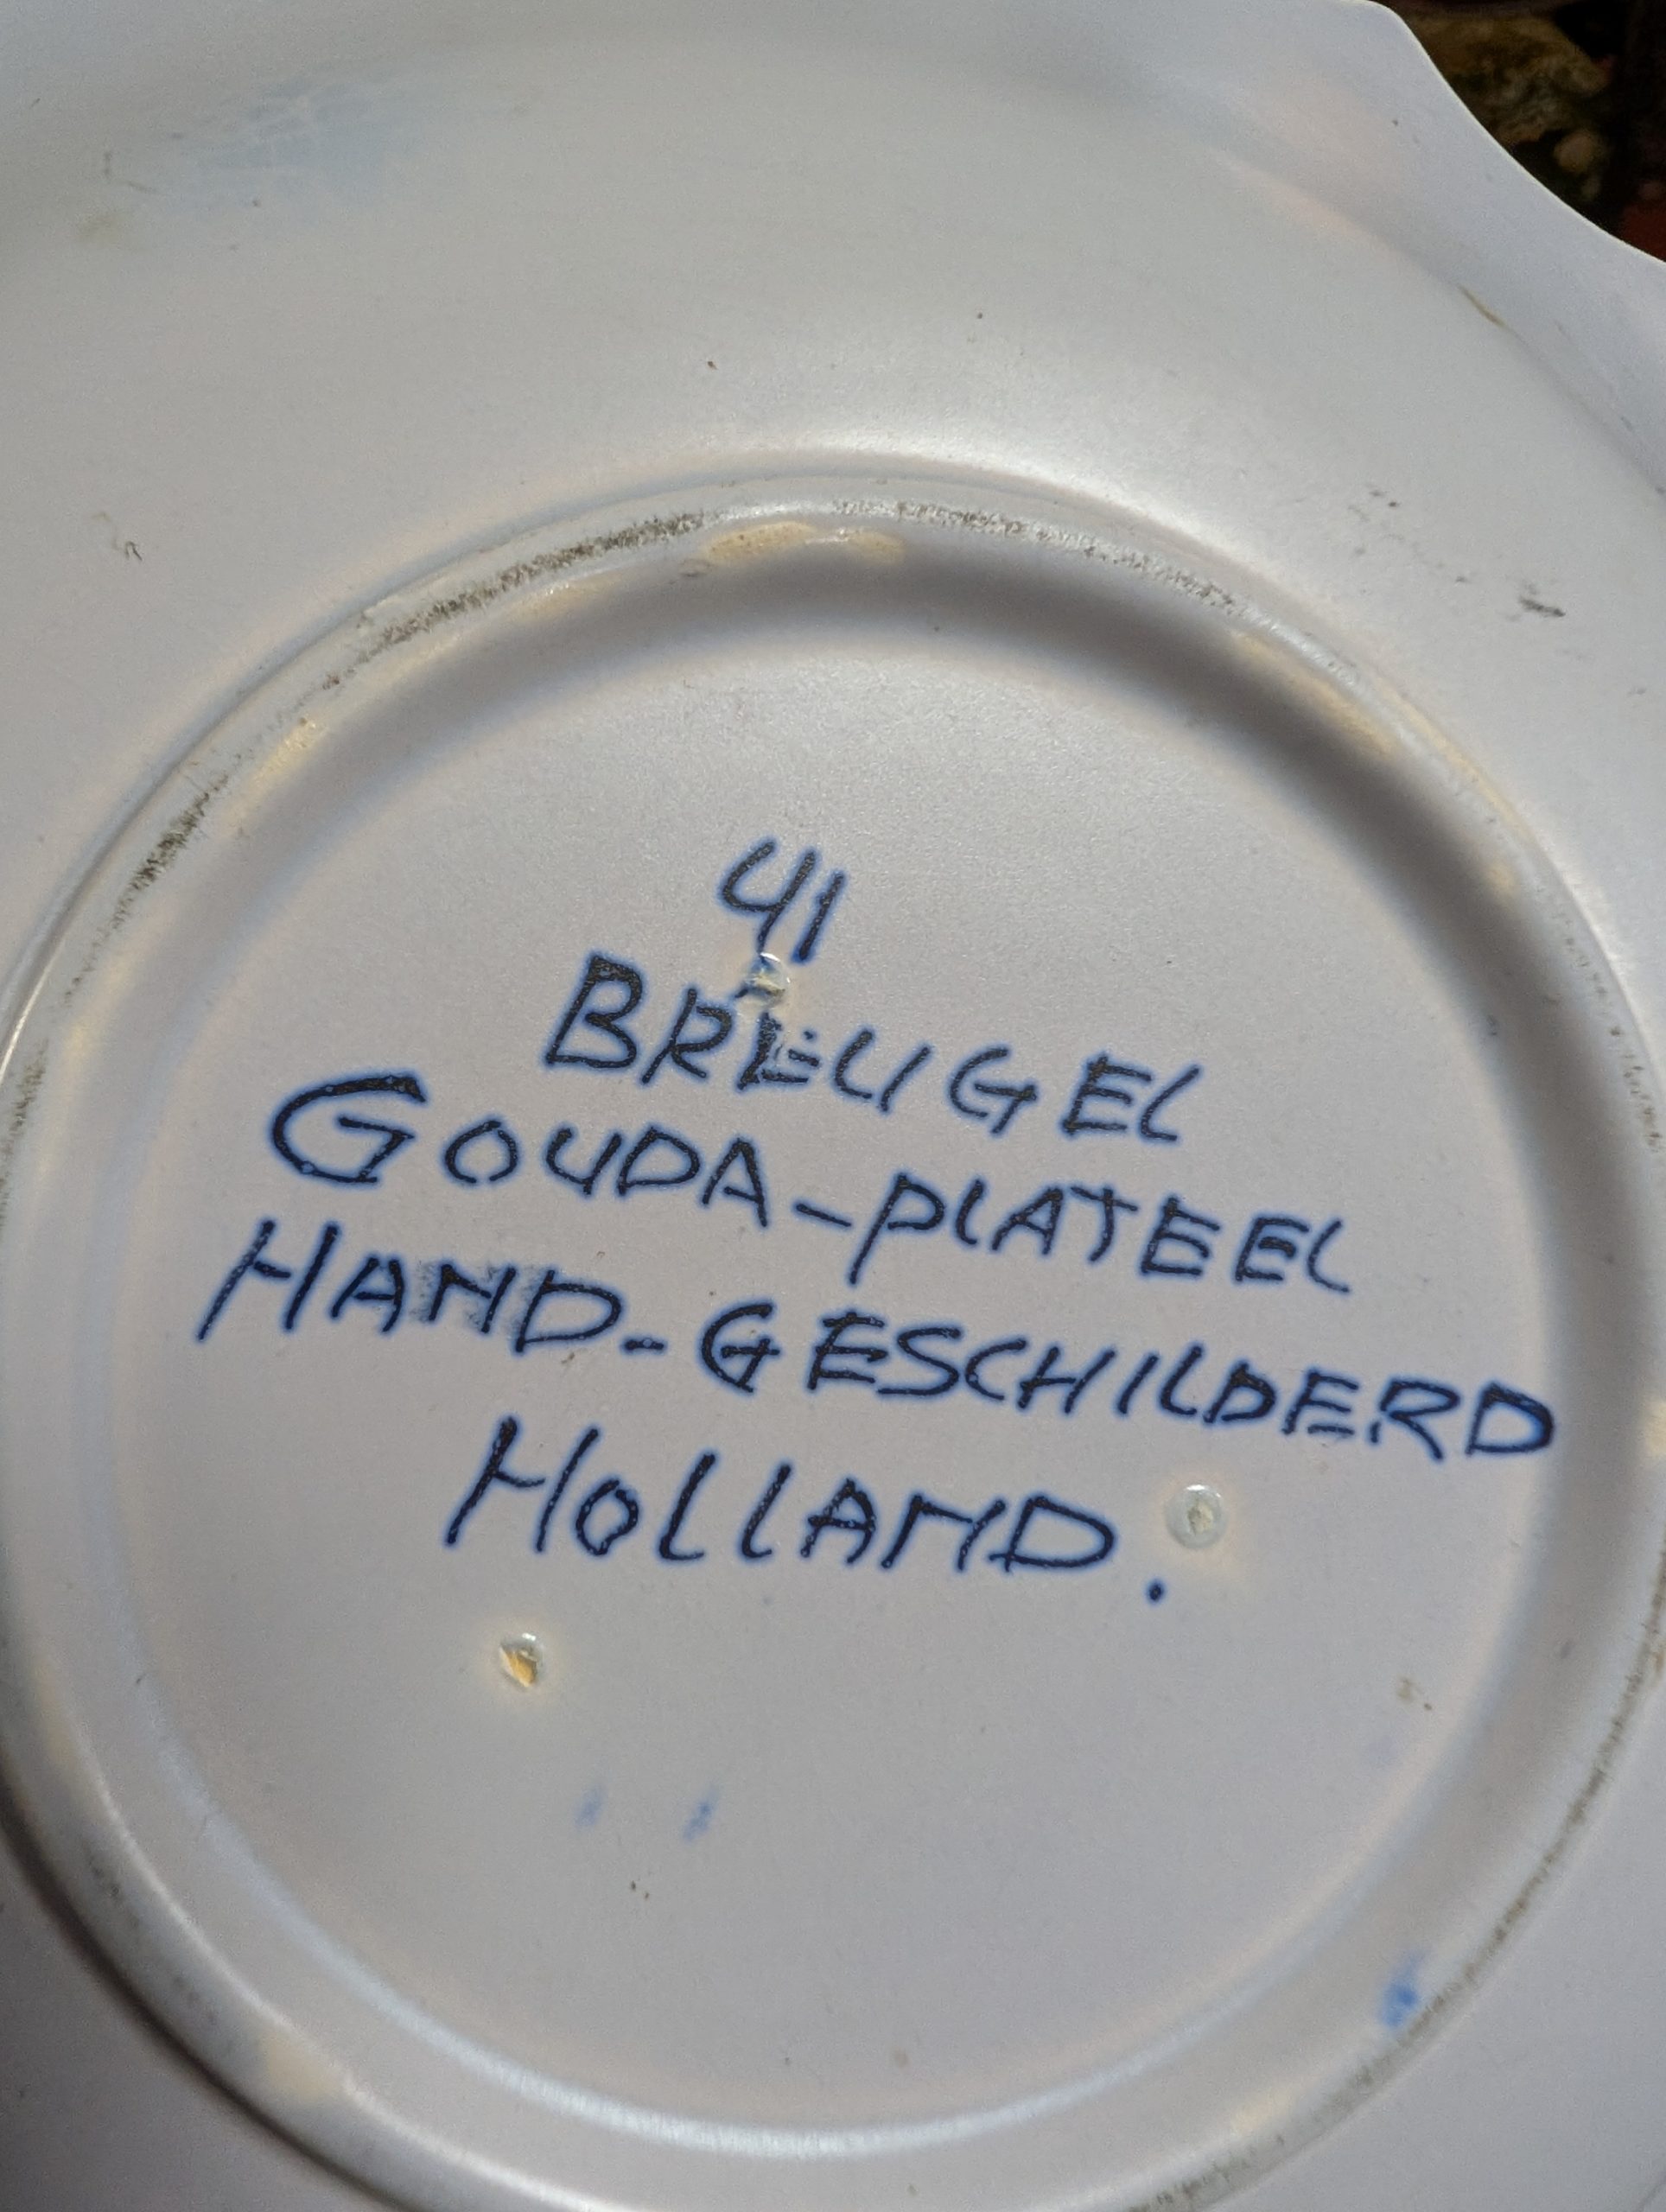 41
BREUGEL
GOUDA-PLATEEL
HAND-GESCHILDERD
HOLLAND.